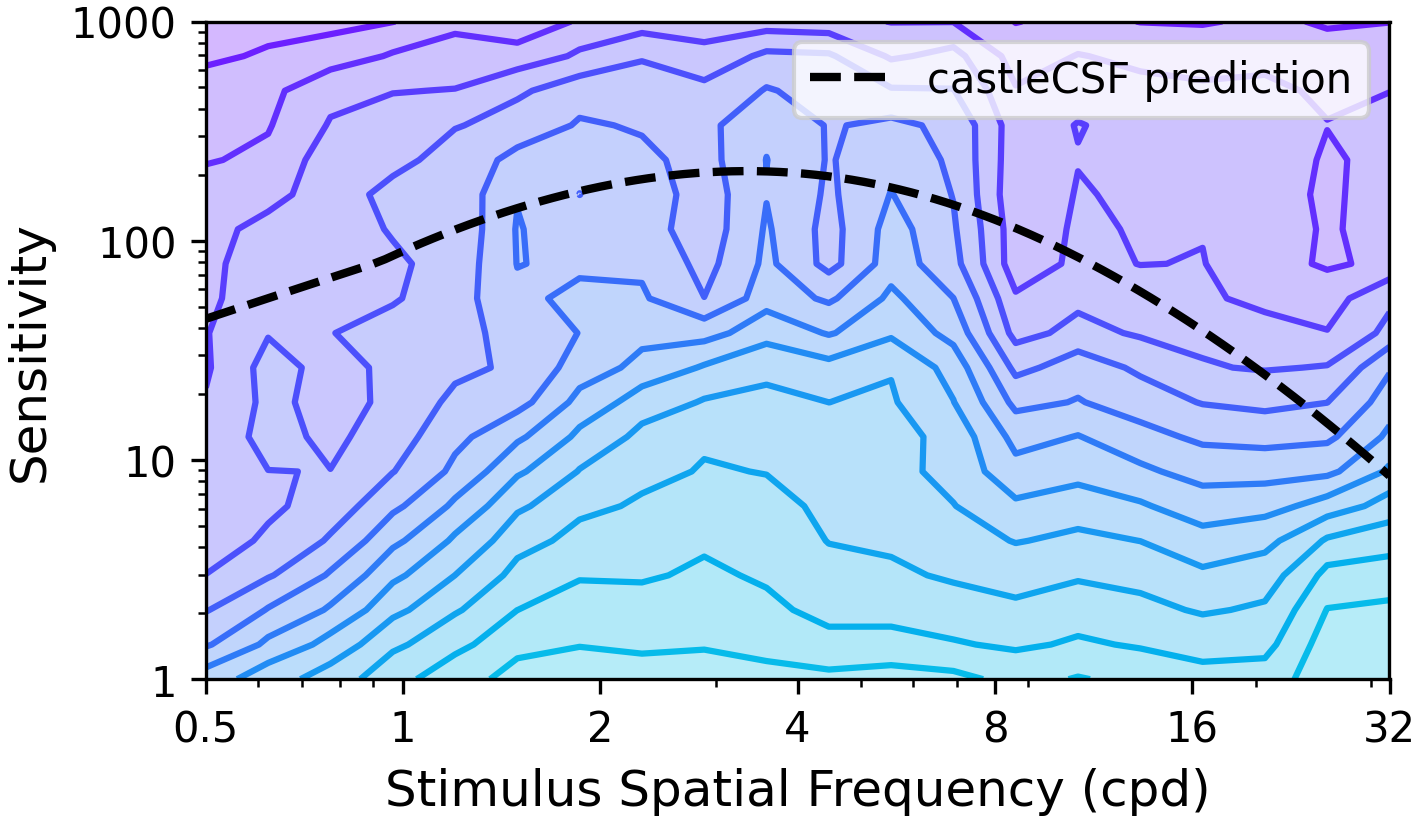 1000
100
10
1
Sensitivity
castleCSF prediction
0.5 1 2 4 8 16 32
Stimulus Spatial Frequency (cpd)